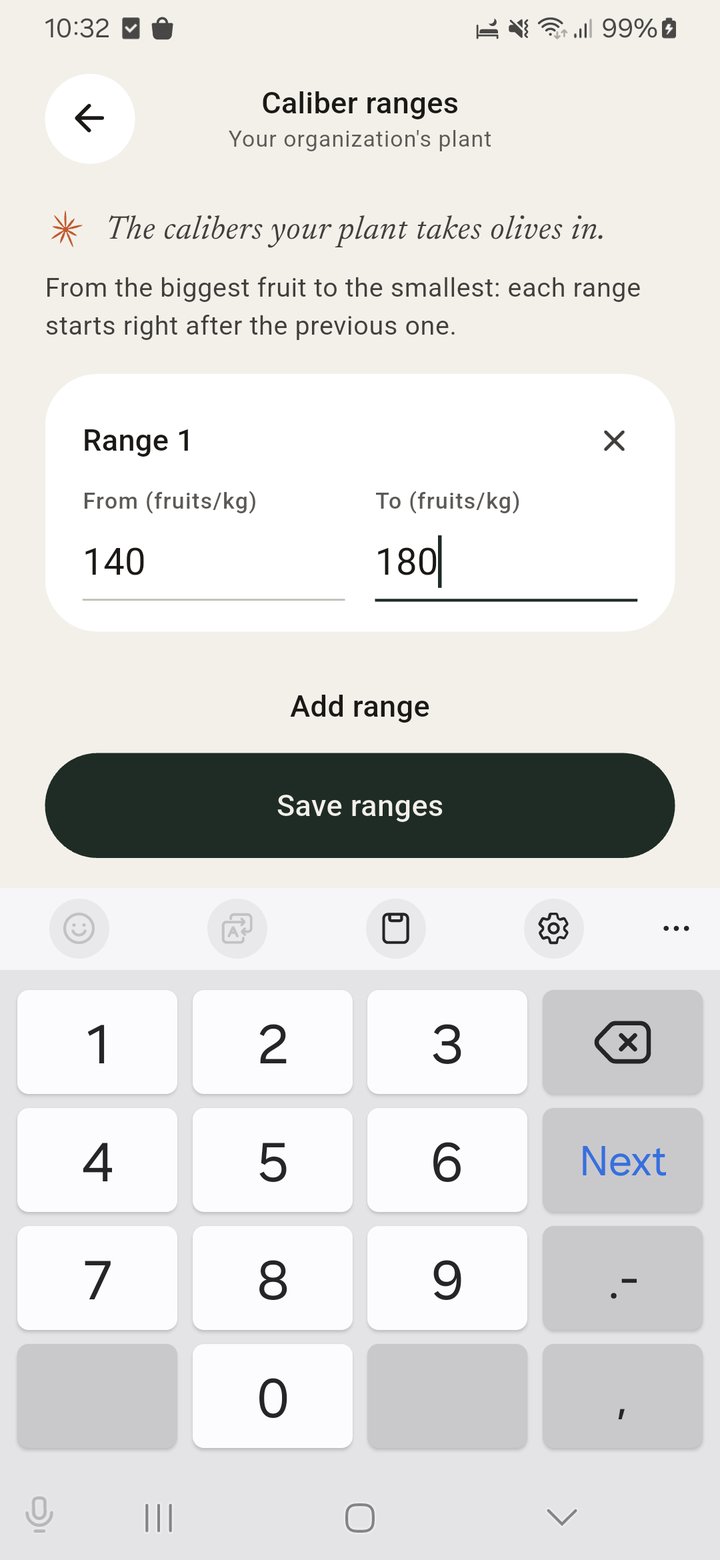 10:32
99%
Caliber ranges
Your organization's plant
The calibers your plant takes olives in.
From the biggest fruit to the smallest: each range
starts right after the previous one.
Range 1
From (fruits/kg)
To (fruits/kg)
140
180
Add range
Save ranges
1 2 3
4 5 6 Next
7 8 9 .-
0 ,